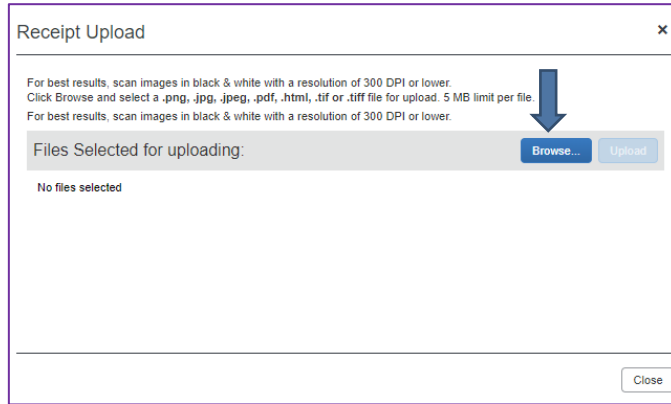 Receipt Upload ×
For best results, scan images in black & white with a resolution of 300 DPI or lower.
Click Browse and select a .png, .jpg, .jpeg, .pdf, .html, .tif or .tiff file for upload. 5 MB limit per file.
For best results, scan images in black & white with a resolution of 300 DPI or lower.
Files Selected for uploading: Browse... Upload
No files selected
Close